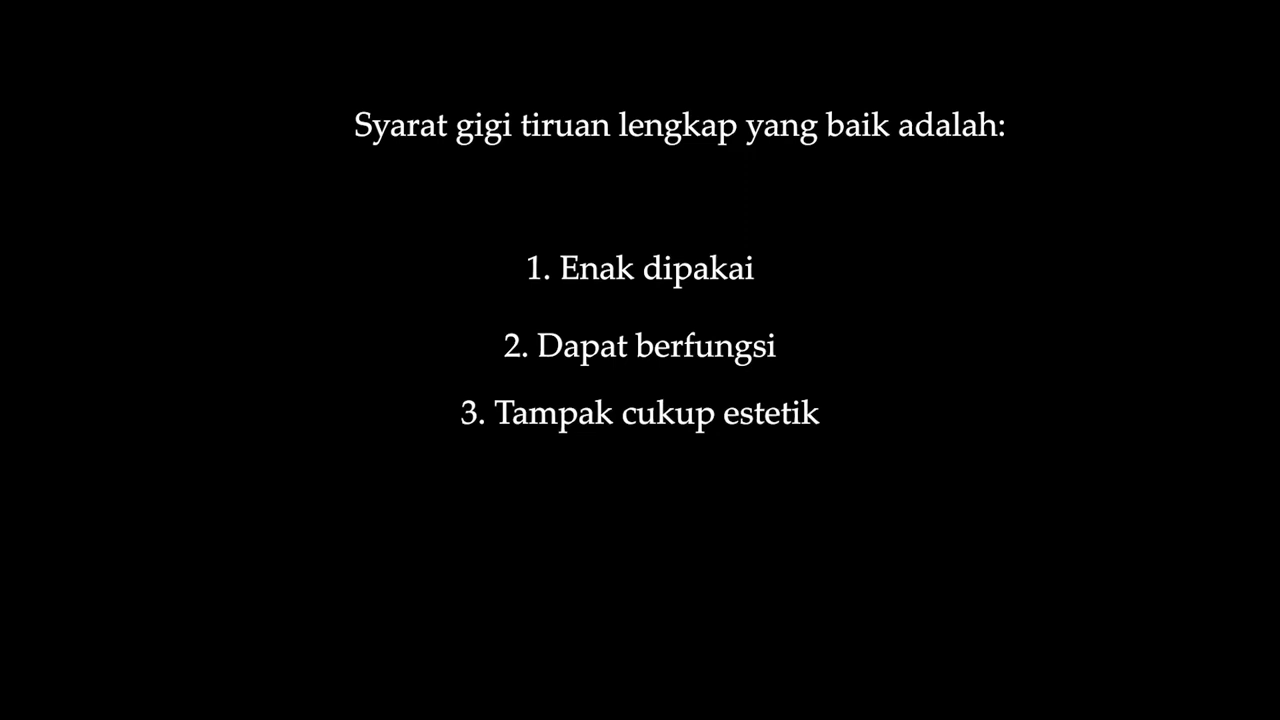 Syarat gigi tiruan lengkap yang baik adalah:
1. Enak dipakai
2. Dapat berfungsi
3. Tampak cukup estetik